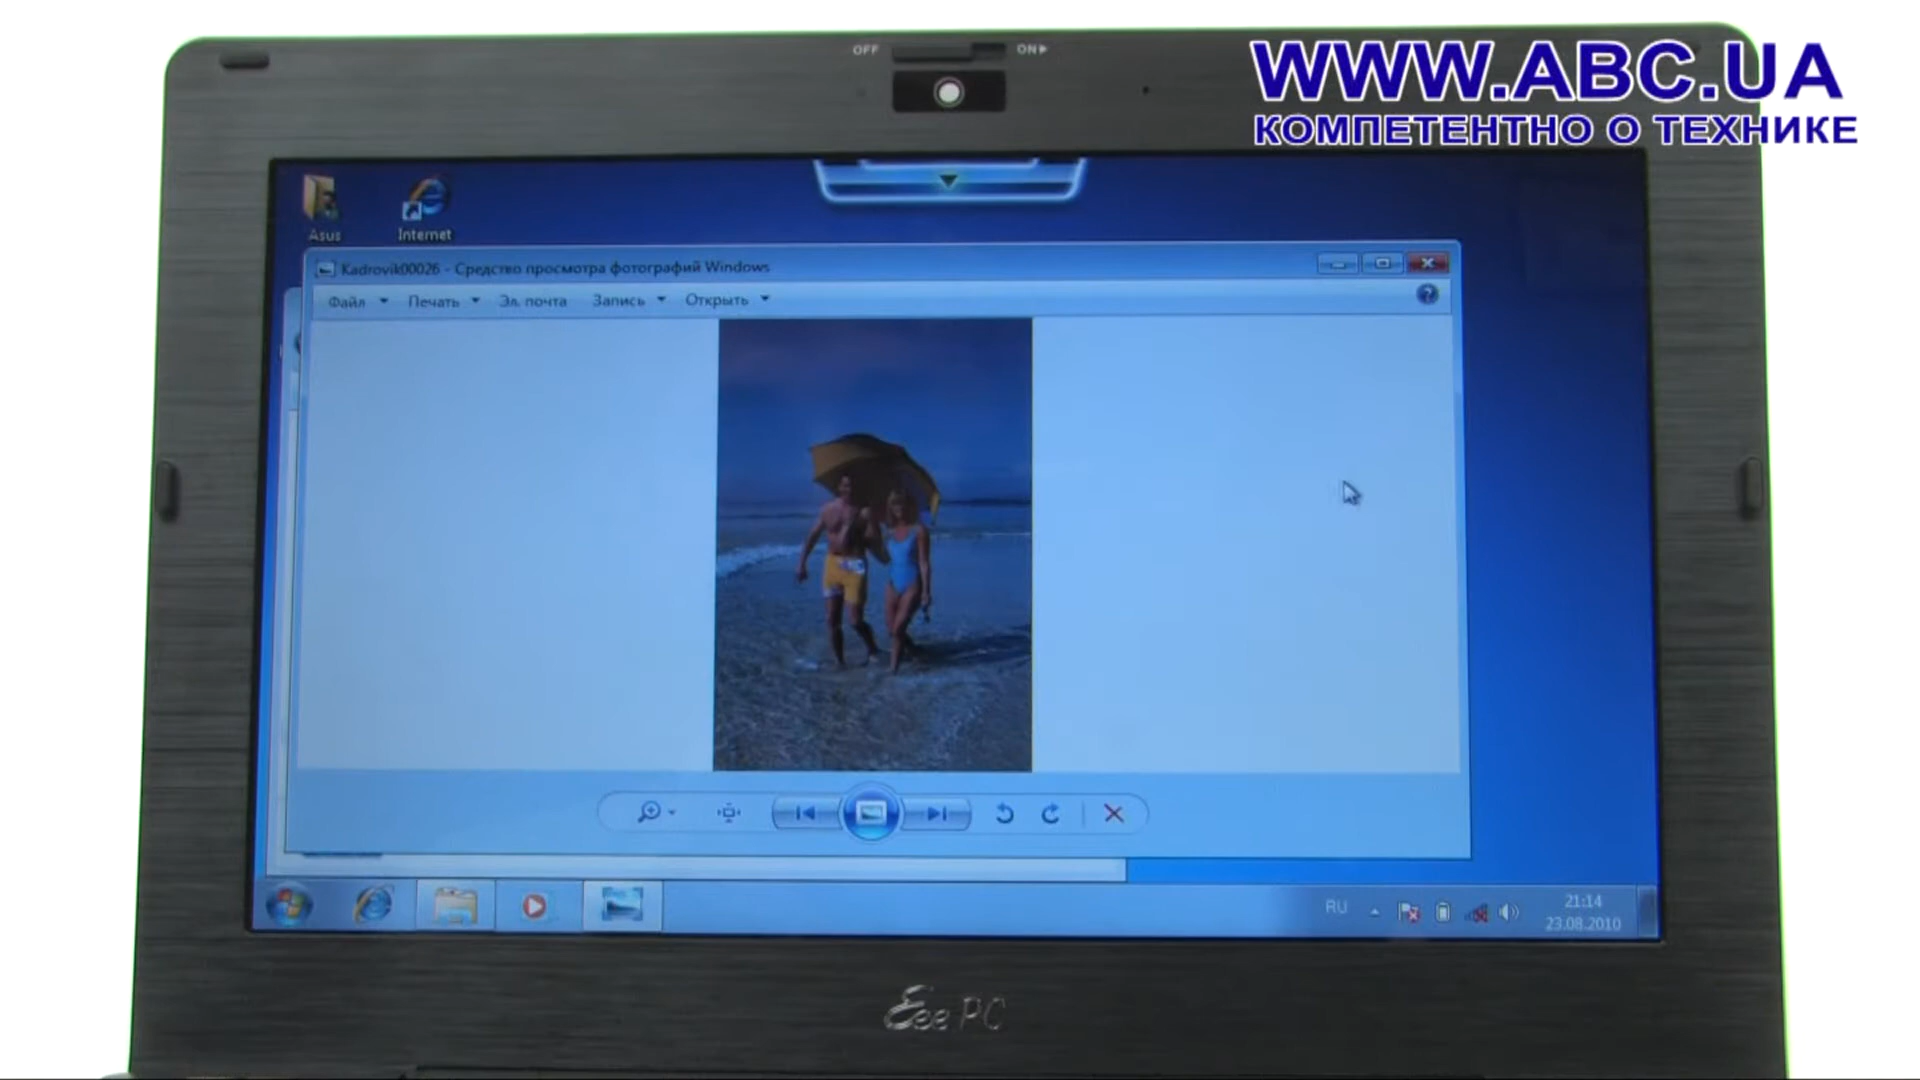 OFF ON
WWW.ABC.UA
КОМПЕТЕНТНО О ТЕХНИКЕ
Asus
Internet
Kadrovik00026 - Средство просмотра фотографий Windows
Файл Печать Эл. почта Запись Открыть
RU
21:14
23.08.2010
Eee PC